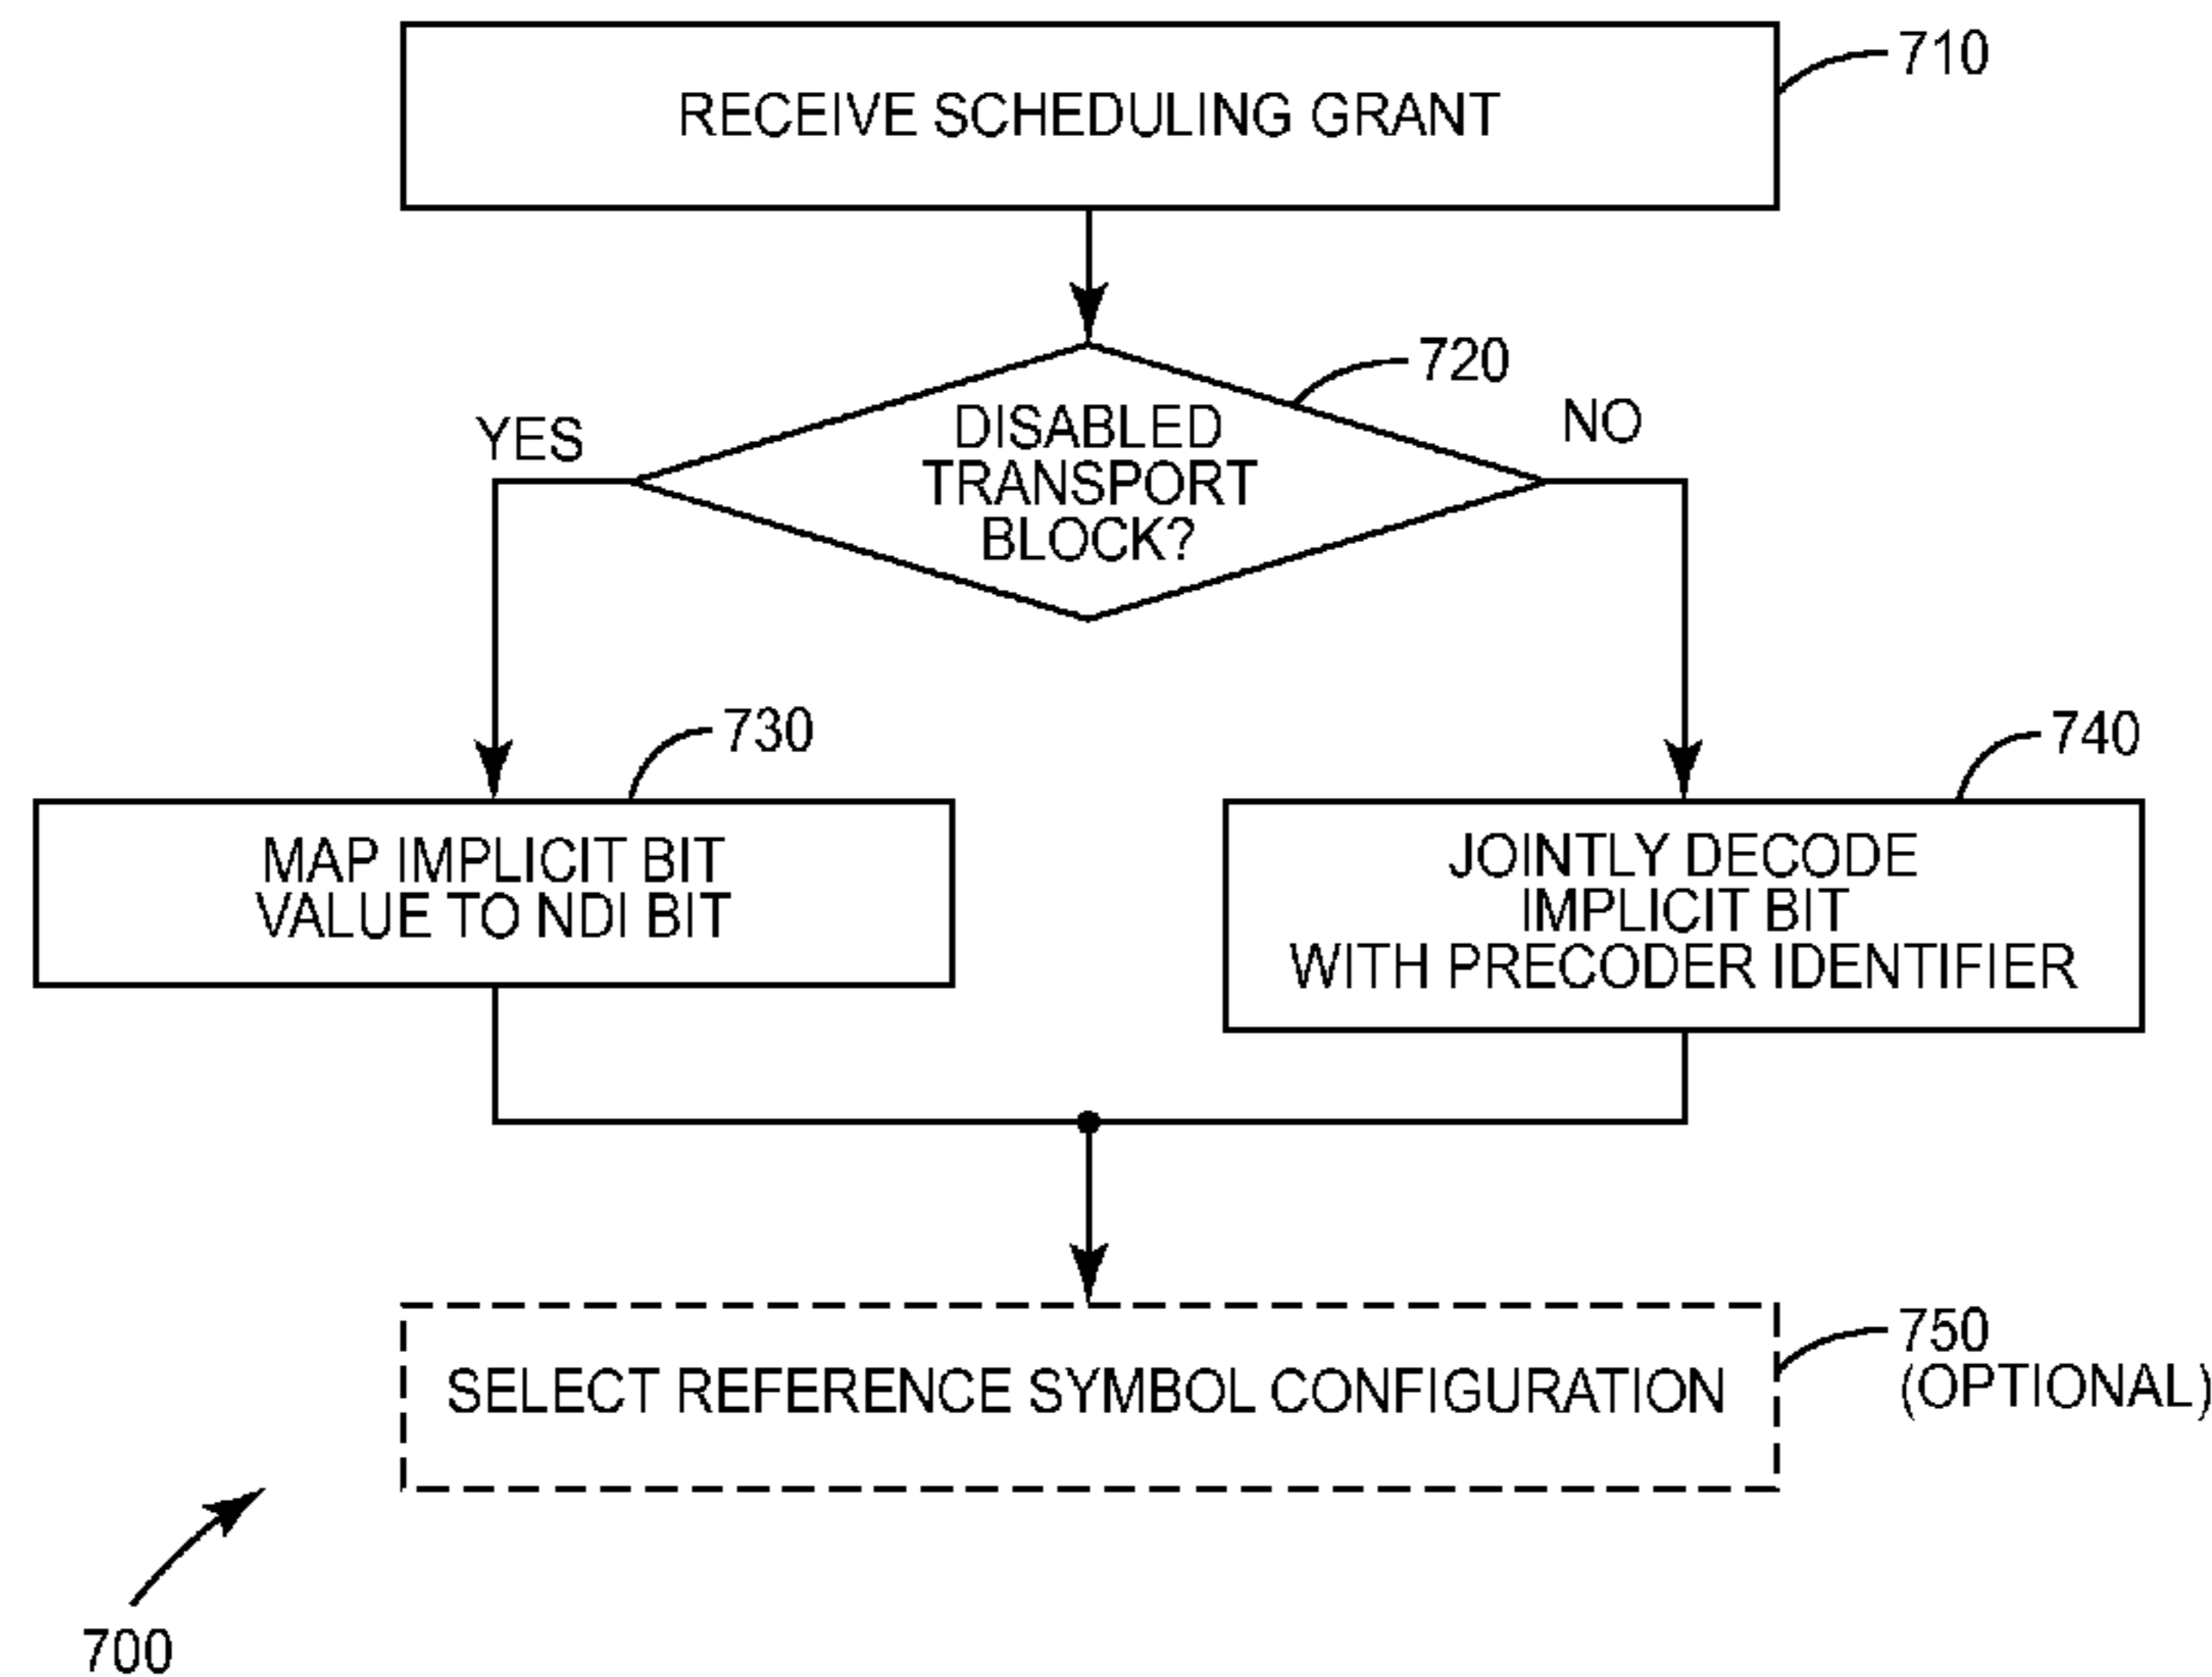 RECEIVE SCHEDULING GRANT
710
720
DISABLED
TRANSPORT
BLOCK?
YES
NO
730
740
MAP IMPLICIT BIT
VALUE TO NDI BIT
JOINTLY DECODE
IMPLICIT BIT
WITH PRECODER IDENTIFIER
SELECT REFERENCE SYMBOL CONFIGURATION
750
(OPTIONAL)
700